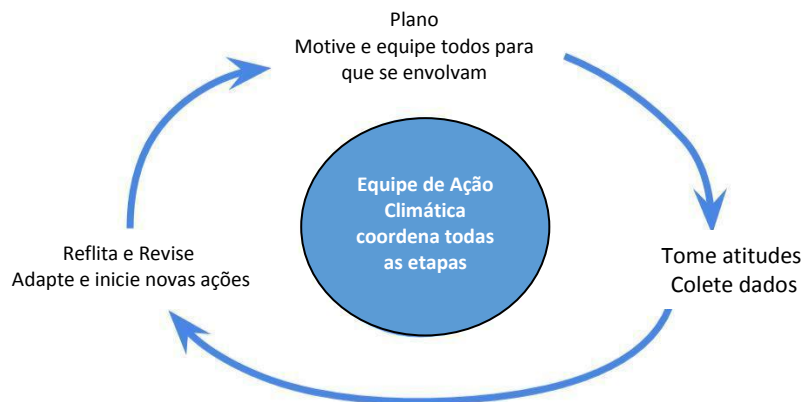 Plano
Motive e equipe todos para
que se envolvam
Equipe de Ação
Climática
coordena todas
as etapas
Tome atitudes
Colete dados
Reflita e Revise
Adapte e inicie novas ações